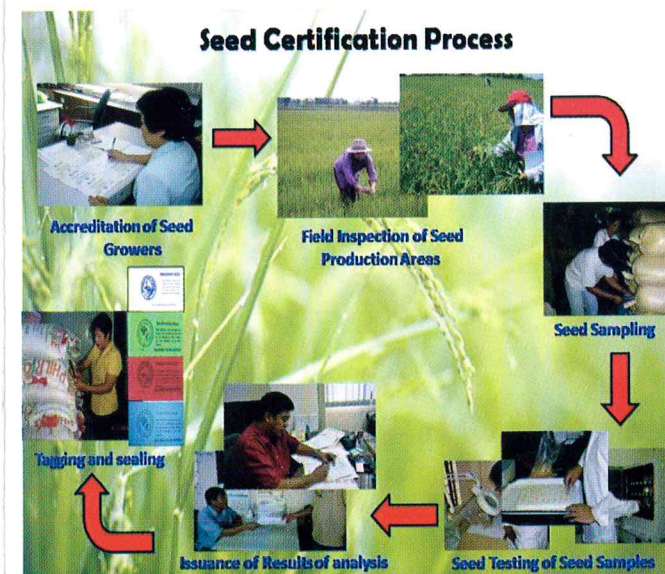 Seed Certification Process
Accreditation of Seed
Growers
Field Inspection of Seed
Production Areas
Seed Sampling
Seed Testing of Seed Samples
Issuance of Results of analysis
Tagging and sealing